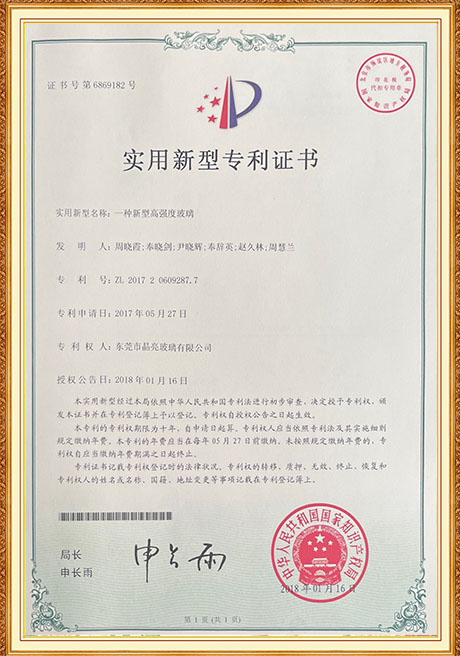 证书号第6869182号
印花税
代扣专用章
实用新型专利证书
实用新型名称：一种新型高强度玻璃
发 明 人：周晓霞;奉晓剑;尹晓辉;奉辞英;赵久林;周慧兰
专 利 号：ZL 2017 2 0609287.7
专利申请日：2017年05月27日
专 利 权 人：东莞市晶亮玻璃有限公司
授权公告日：2018年01月16日
本实用新型经过本局依照中华人民共和国专利法进行初步审查，决定授予专利权，颁
发本证书并在专利登记簿上予以登记。专利权自授权公告之日起生效。
本专利的专利权期限为十年，自申请日起算。专利权人应当依照专利法及其实施细则
规定缴纳年费。本专利的年费应当在每年05月27日前缴纳。未按照规定缴纳年费的，专
利权自应当缴纳年费期满之日起终止。
专利证书记载专利权登记时的法律状况。专利权的转移、质押、无效、终止、恢复和
专利权人的姓名或名称、国籍、地址变更等事项记载在专利登记簿上。
局长
申长雨
申长雨
中华人民共和国国家知识产权局
2018年01月16日
第1页(共1页)